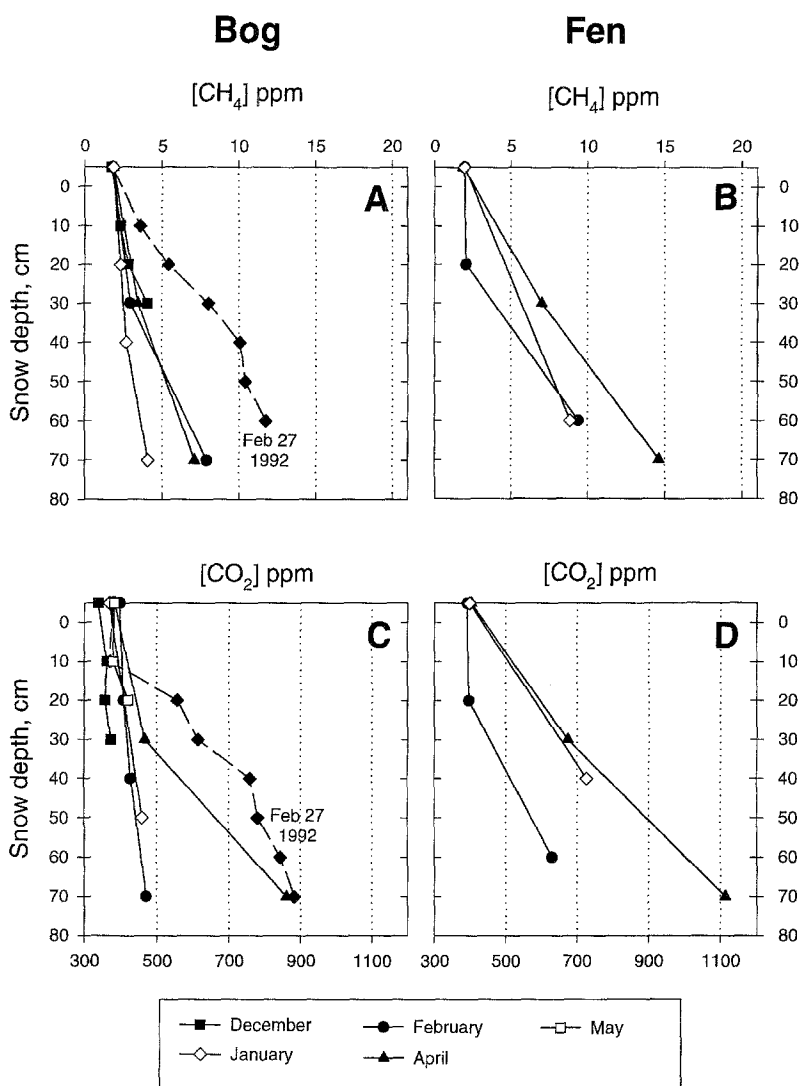 Bog Fen
[CH4] ppm [CH4] ppm
0 5 10 15 20 0 5 10 15 20
A B
Snow depth, cm
0 0
10 10
20 20
30 30
40 40
50 50
60 60
70 70
80 80
Feb 27
1992
[CO2] ppm [CO2] ppm
C D
Snow depth, cm
0 0
10 10
20 20
30 30
40 40
50 50
60 60
70 70
80 80
Feb 27
1992
300 500 700 900 1100 300 500 700 900 1100
December February May
January April